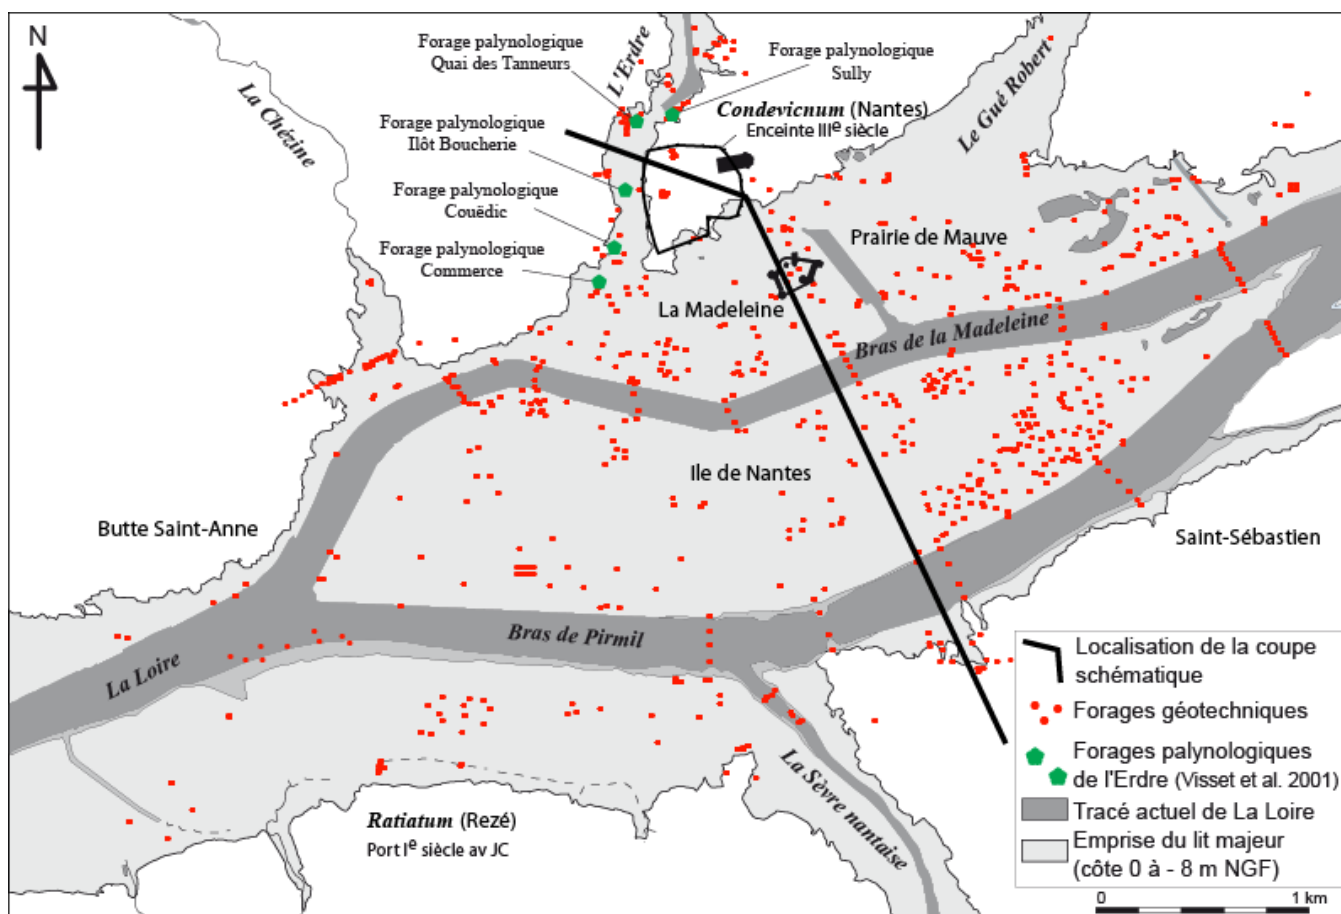 N
Forage palynologique
Quai des Tanneurs
L'Erdre
Forage palynologique
Sully
La Chézine
Condevicnum (Nantes)
Enceinte IIIe siècle
Le Gué Robert
Forage palynologique
Ilôt Boucherie
Forage palynologique
Couëdic
Forage palynologique
Commerce
Prairie de Mauve
La Madeleine
Bras de la Madeleine
Ile de Nantes
Butte Saint-Anne
Saint-Sébastien
Bras de Pirmil
La Loire
La Sèvre nantaise
Ratiatum (Rezé)
Port Ie siècle av JC
Localisation de la coupe
schématique
Forages géotechniques
Forages palynologiques
de l'Erdre (Visset et al. 2001)
Tracé actuel de La Loire
Emprise du lit majeur
(côte 0 à - 8 m NGF)
0 1 km